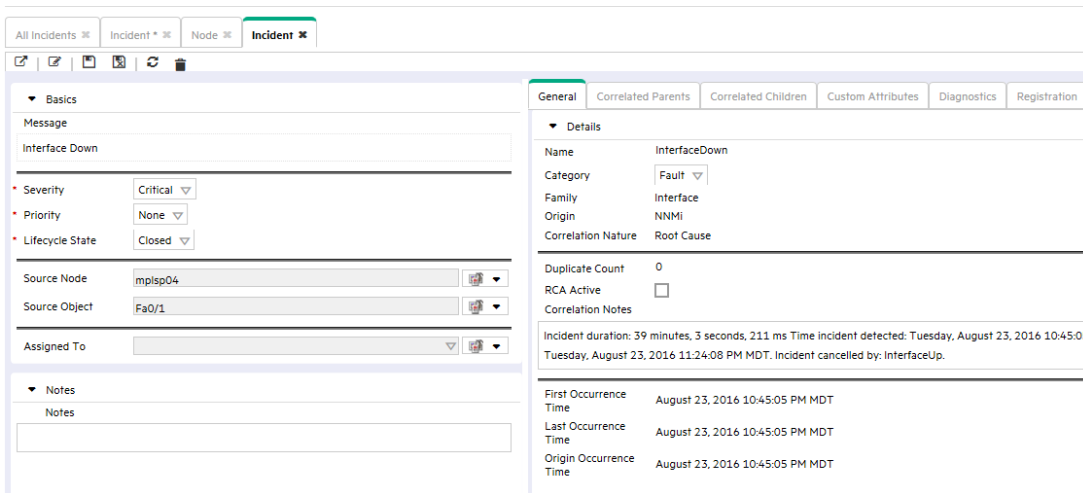 All Incidents ✖ Incident * ✖ Node ✖ Incident ✖
Basics
Message
Interface Down
* Severity Critical
* Priority None
* Lifecycle State Closed
Source Node mplsp04
Source Object Fa0/1
Assigned To
Notes
Notes
General Correlated Parents Correlated Children Custom Attributes Diagnostics Registration
Details
Name InterfaceDown
Category Fault
Family Interface
Origin NNMi
Correlation Nature Root Cause
Duplicate Count 0
RCA Active
Correlation Notes
Incident duration: 39 minutes, 3 seconds, 211 ms Time incident detected: Tuesday, August 23, 2016 10:45:0
Tuesday, August 23, 2016 11:24:08 PM MDT. Incident cancelled by: InterfaceUp.
First Occurrence
Time August 23, 2016 10:45:05 PM MDT
Last Occurrence
Time August 23, 2016 10:45:05 PM MDT
Origin Occurrence
Time August 23, 2016 10:45:05 PM MDT